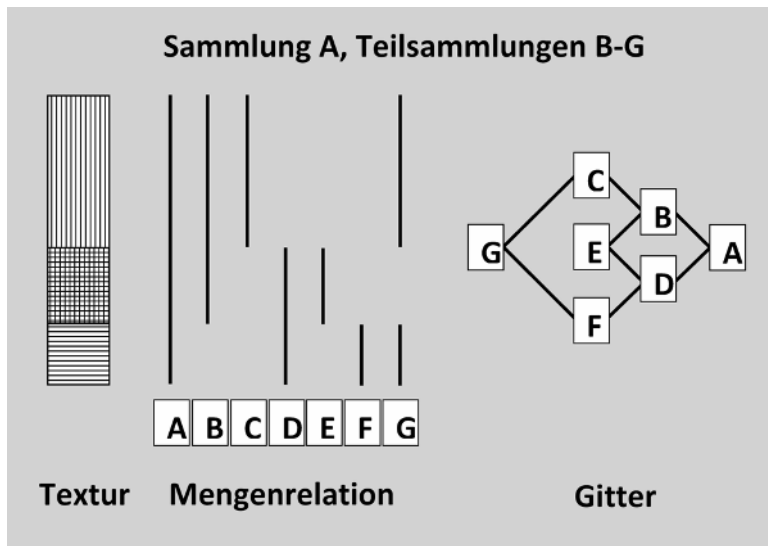 Sammlung A, Teilsammlungen B-G
C
B
G E A
D
F
A B C D E F G
Textur Mengenrelation Gitter